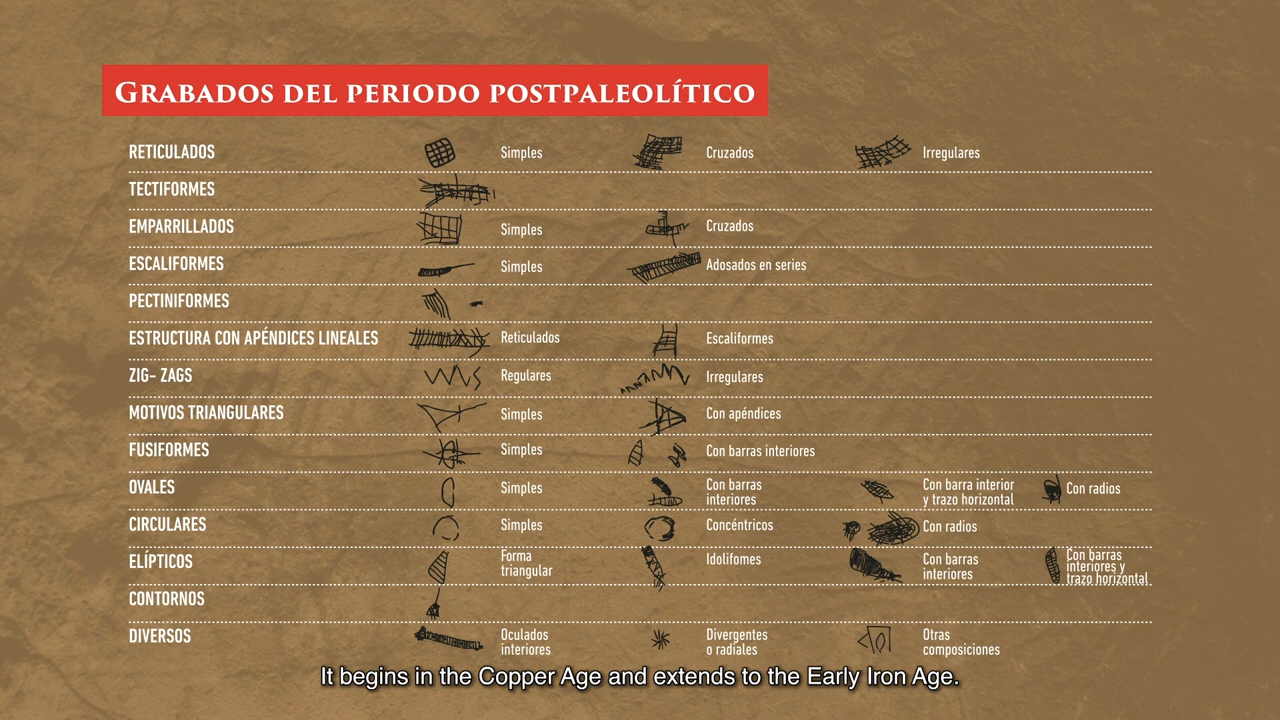 GRABADOS DEL PERIODO POSTPALEOLÍTICO
RETICULADOS Simples Cruzados Irregulares
TECTIFORMES
EMPARRILLADOS Simples Cruzados
ESCALIFORMES Simples Adosados en series
PECTINIFORMES
ESTRUCTURA CON APÉNDICES LINEALES Reticulados Escaliformes
ZIG- ZAGS Regulares Irregulares
MOTIVOS TRIANGULARES Simples Con apéndices
FUSIFORMES Simples Con barras interiores
OVALES Simples Con barras interiores Con barra interior y trazo horizontal Con radios
CIRCULARES Simples Concéntricos Con radios
ELÍPTICOS Forma triangular Idolifomes Con barras interiores Con barras interiores y trazo horizontal
CONTORNOS
DIVERSOS Oculados interiores Divergentes o radiales Otras composiciones
It begins in the Copper Age and extends to the Early Iron Age.